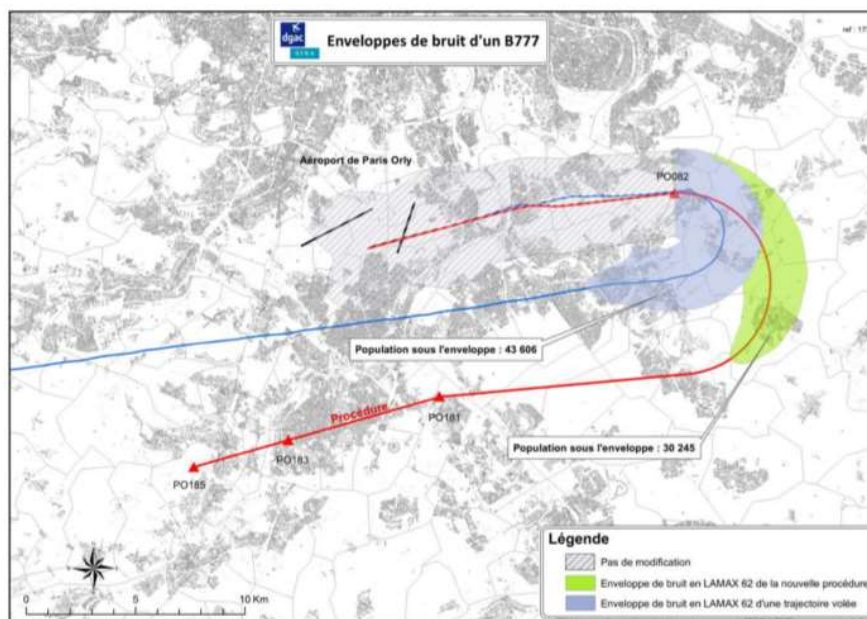 dgac
Enveloppes de bruit d'un B777
Aéroport de Paris Orly
PO082
Population sous l'enveloppe : 43 606
Procédure
PO181
PO183
Population sous l'enveloppe : 30 245
PO185
Légende
Pas de modification
Enveloppe de bruit en LAMAX 62 de la nouvelle procédure
Enveloppe de bruit en LAMAX 62 d'une trajectoire volée
0 5 10 Km